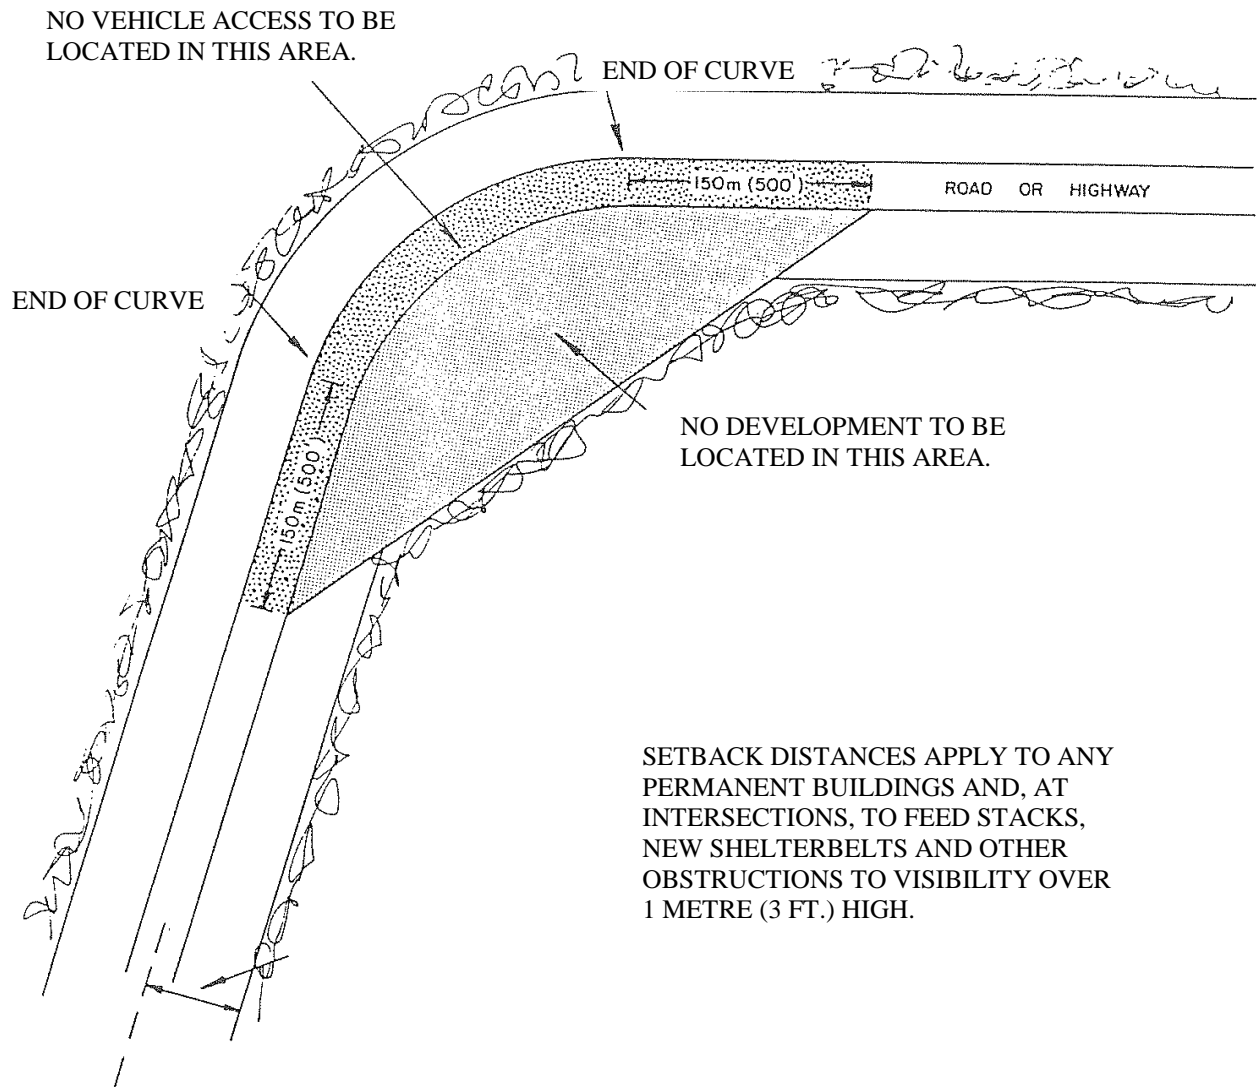 NO VEHICLE ACCESS TO BE
LOCATED IN THIS AREA.
END OF CURVE
150m (500')
ROAD OR HIGHWAY
END OF CURVE
NO DEVELOPMENT TO BE
LOCATED IN THIS AREA.
150m (500')
SETBACK DISTANCES APPLY TO ANY
PERMANENT BUILDINGS AND, AT
INTERSECTIONS, TO FEED STACKS,
NEW SHELTERBELTS AND OTHER
OBSTRUCTIONS TO VISIBILITY OVER
1 METRE (3 FT.) HIGH.